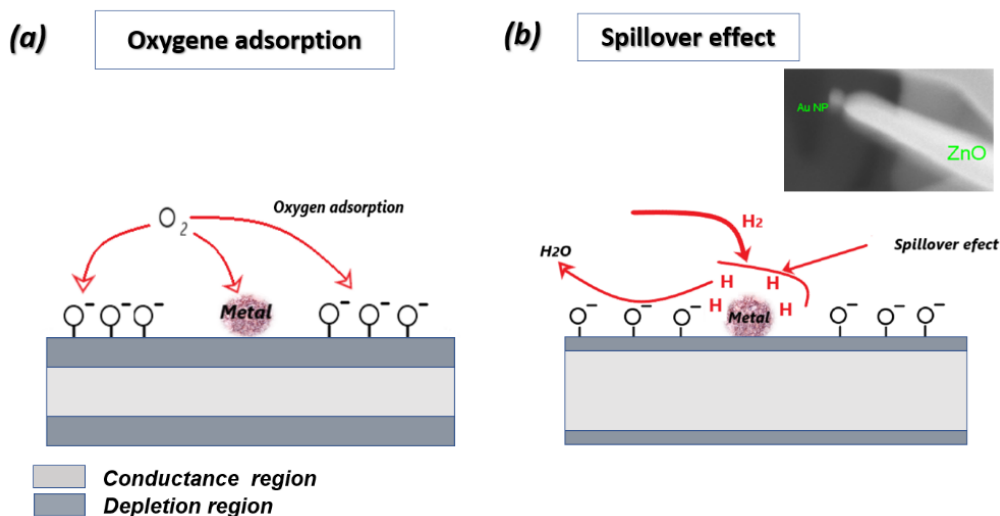 (a)
Oxygene adsorption
O2
Oxygen adsorption
O- O- O-
Metal
O- O- O-
Conductance region
Depletion region
(b)
Spillover effect
Au NP
ZnO
H2
H2O
Spillover efect
H
H
H
H
Metal
O- O- O-
O- O- O-